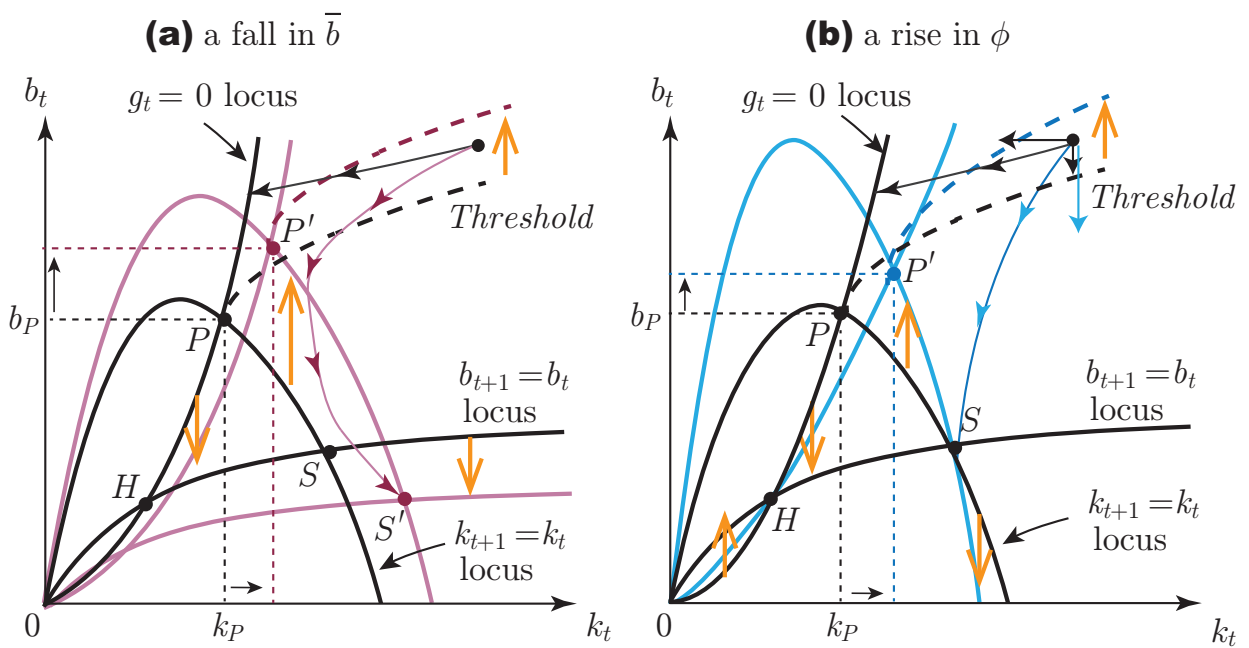 (a) a fall in $\overline{b}$
$b_t$
$g_t = 0$ locus
P′
Threshold
$b_P$
P
$b_{t+1} = b_t$
locus
H
S
S′
$k_{t+1} = k_t$
locus
0
$k_P$
$k_t$
(b) a rise in ϕ
$b_t$
$g_t = 0$ locus
Threshold
P′
$b_P$
P
$b_{t+1} = b_t$
locus
S
H
$k_{t+1} = k_t$
locus
0
$k_P$
$k_t$